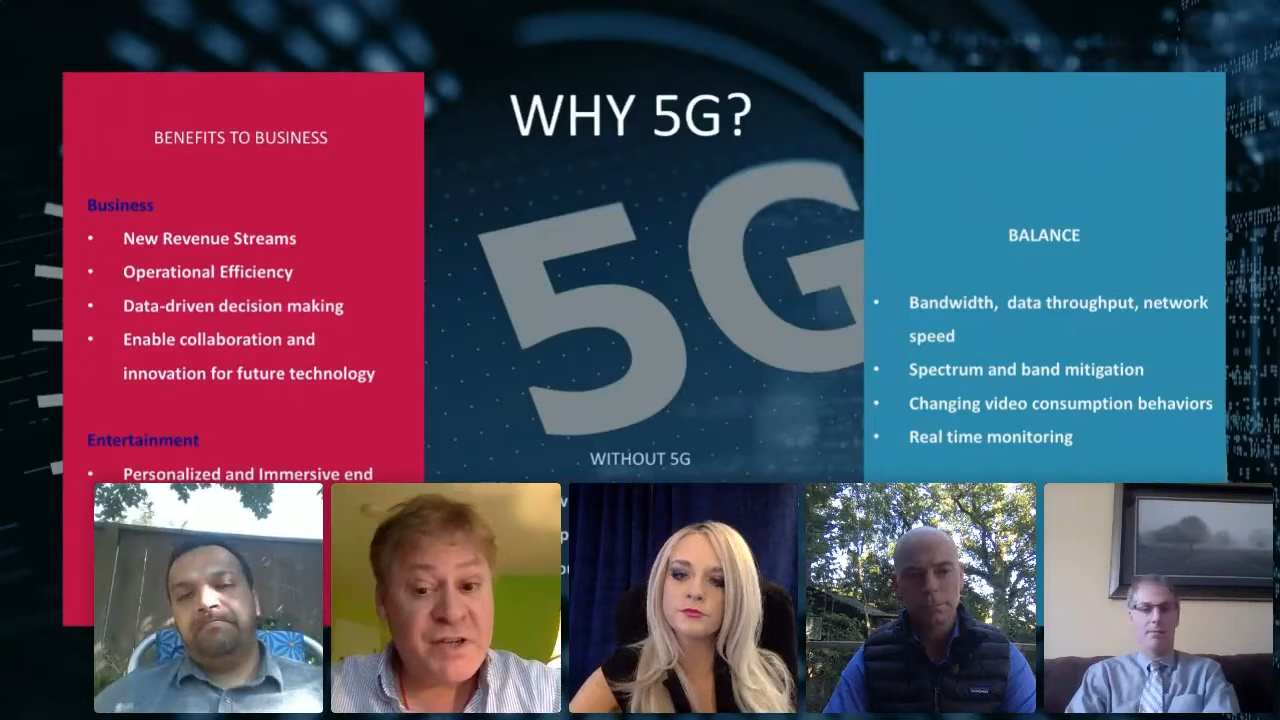 WHY 5G?
BENEFITS TO BUSINESS
Business
• New Revenue Streams
• Operational Efficiency
• Data-driven decision making
• Enable collaboration and
innovation for future technology
Entertainment
• Personalized and Immersive end
5G
WITHOUT 5G
BALANCE
• Bandwidth, data throughput, network
speed
• Spectrum and band mitigation
• Changing video consumption behaviors
• Real time monitoring